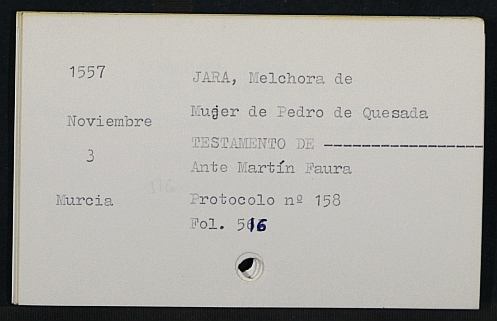 1557
JARA, Melchora de
Mujer de Pedro de Quesada
Noviembre
TESTAMENTO DE --------------------
3
Ante Martín Faura
Murcia
Protocolo nº 158
Fol. 516